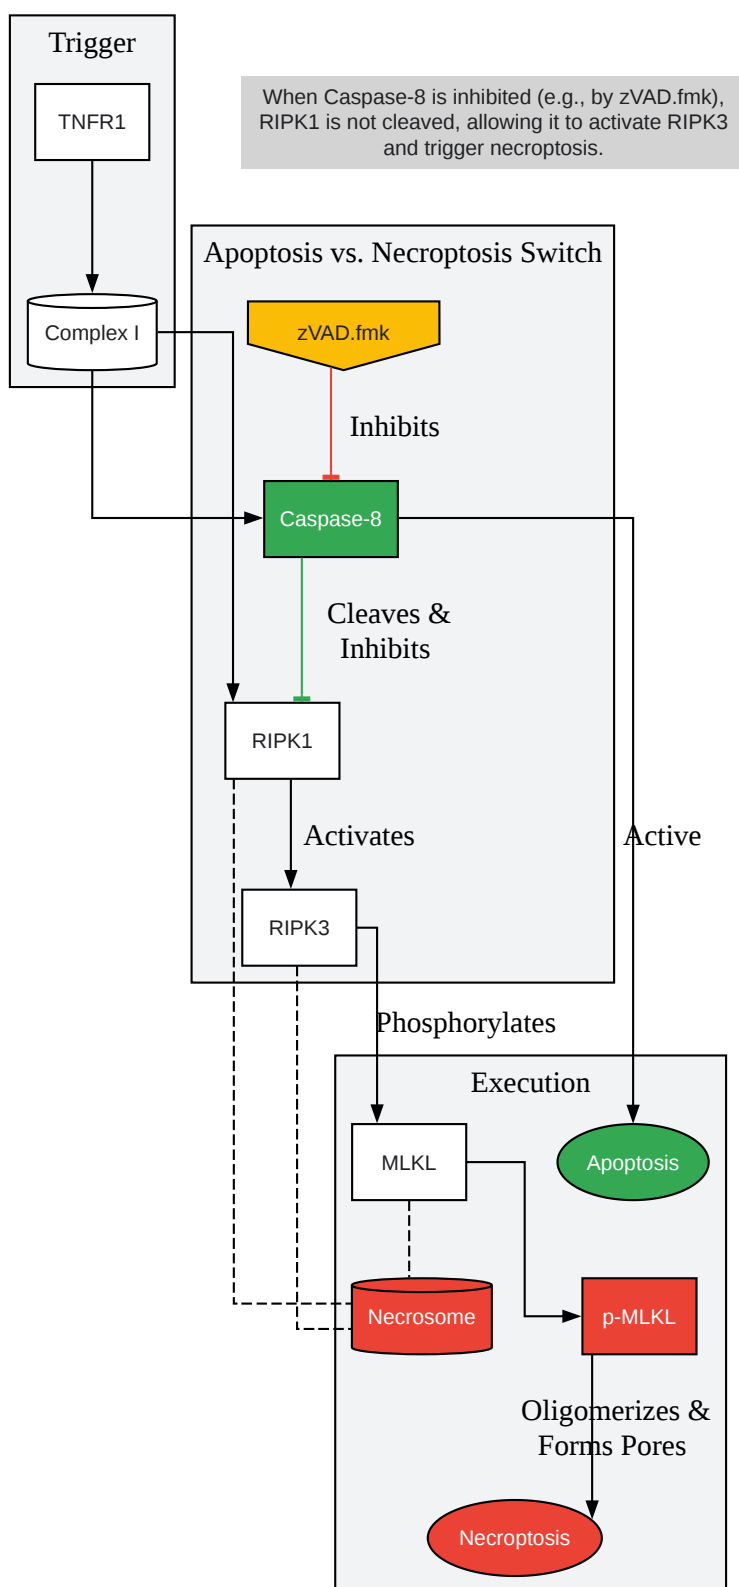 Trigger
TNFR1
When Caspase-8 is inhibited (e.g., by zVAD.fmk),
RIPK1 is not cleaved, allowing it to activate RIPK3
and trigger necroptosis.
Apoptosis vs. Necroptosis Switch
Complex I
zVAD.fmk
Inhibits
Caspase-8
Cleaves &
Inhibits
RIPK1
Activates
Active
RIPK3
Phosphorylates
Execution
MLKL
Apoptosis
Necrosome
p-MLKL
Oligomerizes &
Forms Pores
Necroptosis